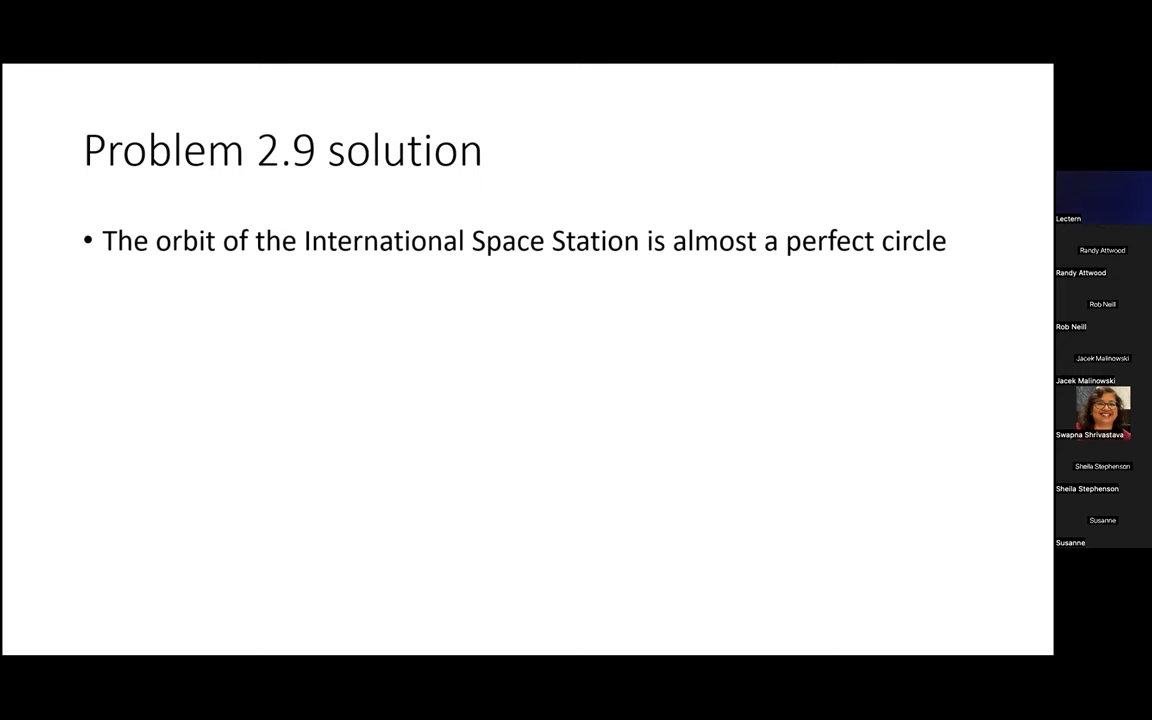 Problem 2.9 solution
• The orbit of the International Space Station is almost a perfect circle
Lectern
Randy Attwood
Randy Attwood
Rob Neill
Rob Neill
Jacek Malinowski
Jacek Malinowski
Swapna Shrivastava
Sheila Stephenson
Sheila Stephenson
Susanne
Susanne